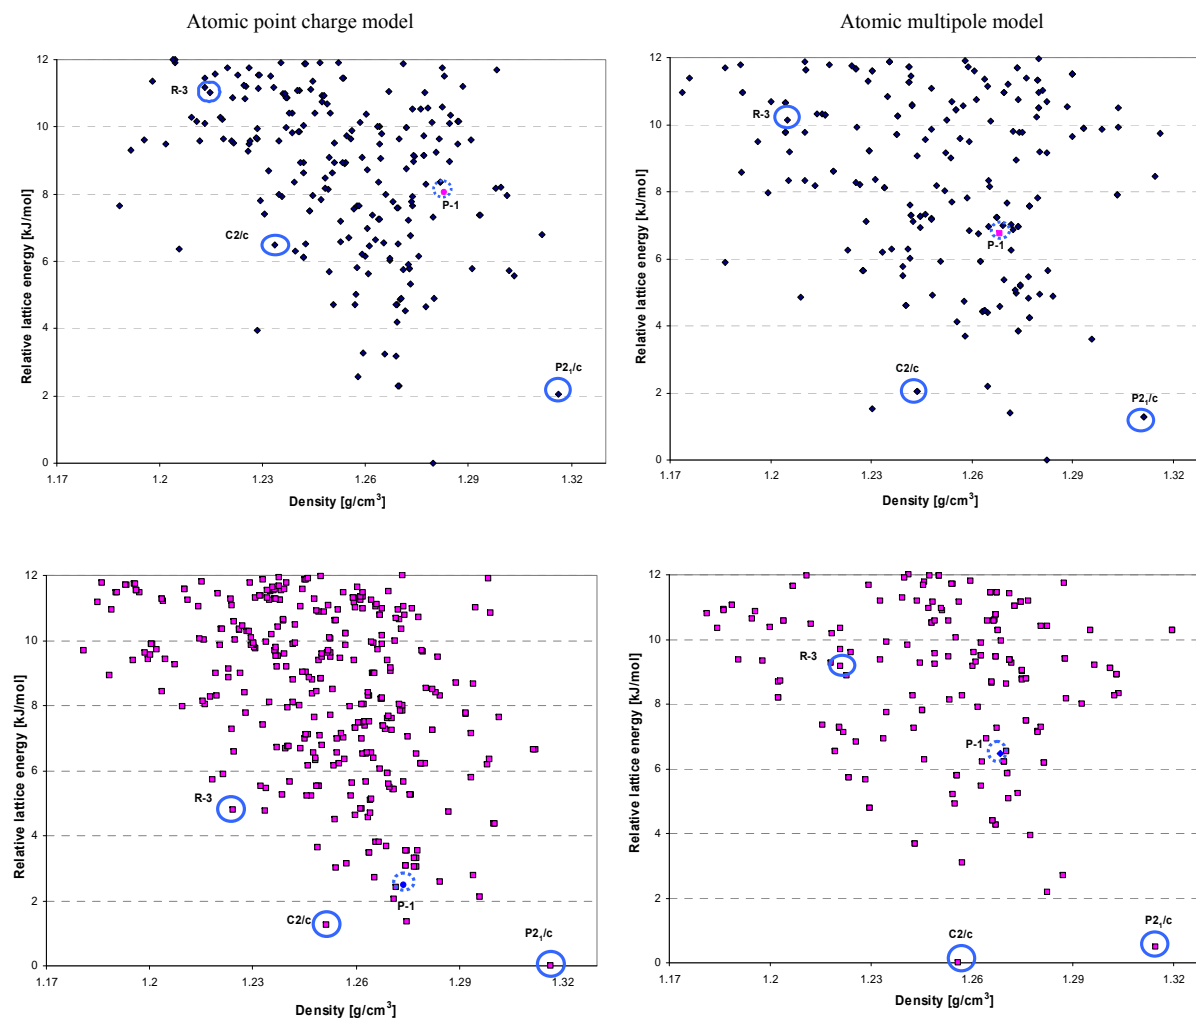 Atomic point charge model
Atomic multipole model
Relative lattice energy [kJ/mol]
12
10
8
6
4
2
0
R-3
P-1
C2/c
P2₁/c
1.17
1.2
1.23
1.26
1.29
1.32
Density [g/cm³]
Relative lattice energy [kJ/mol]
12
10
8
6
4
2
0
R-3
P-1
C2/c
P2₁/c
1.17
1.2
1.23
1.26
1.29
1.32
Density [g/cm³]
Relative lattice energy [kJ/mol]
12
10
8
6
4
2
0
R-3
P-1
C2/c
P2₁/c
1.17
1.2
1.23
1.26
1.29
1.32
Density [g/cm³]
Relative lattice energy [kJ/mol]
12
10
8
6
4
2
0
R-3
P-1
C2/c
P2₁/c
1.17
1.2
1.23
1.26
1.29
1.32
Density [g/cm³]